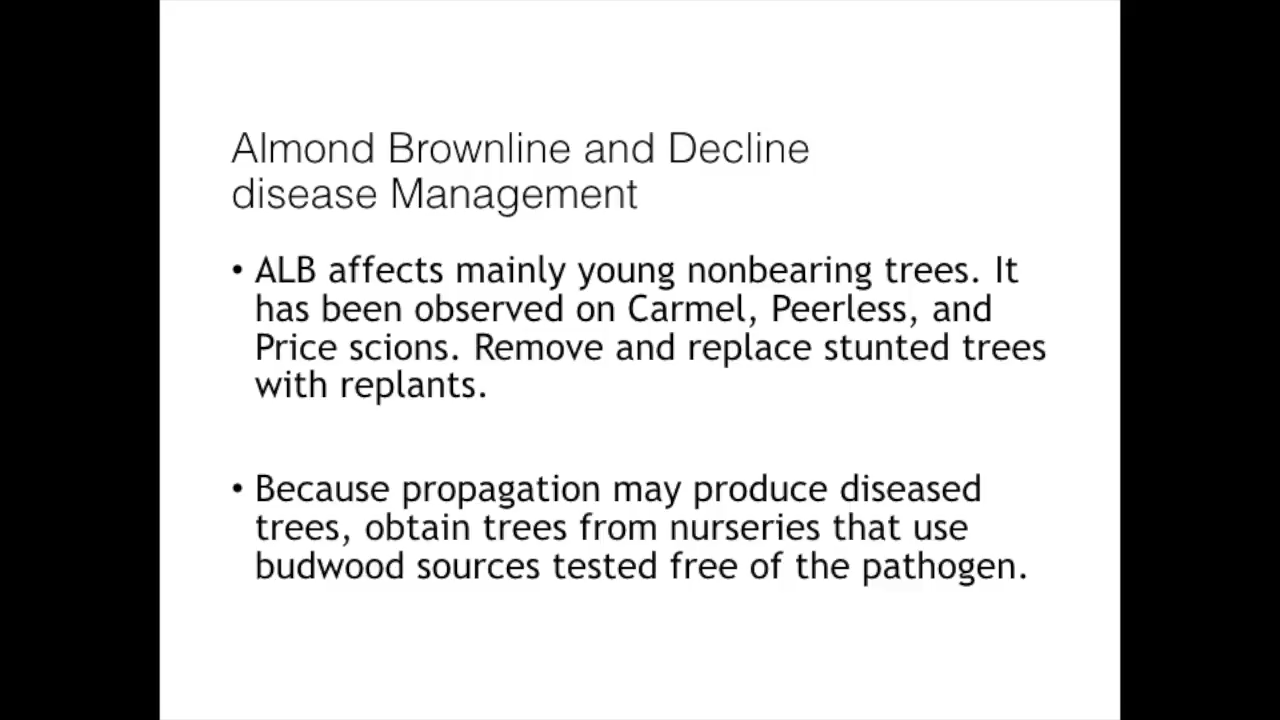 Almond Brownline and Decline
disease Management
• ALB affects mainly young nonbearing trees. It
has been observed on Carmel, Peerless, and
Price scions. Remove and replace stunted trees
with replants.
• Because propagation may produce diseased
trees, obtain trees from nurseries that use
budwood sources tested free of the pathogen.